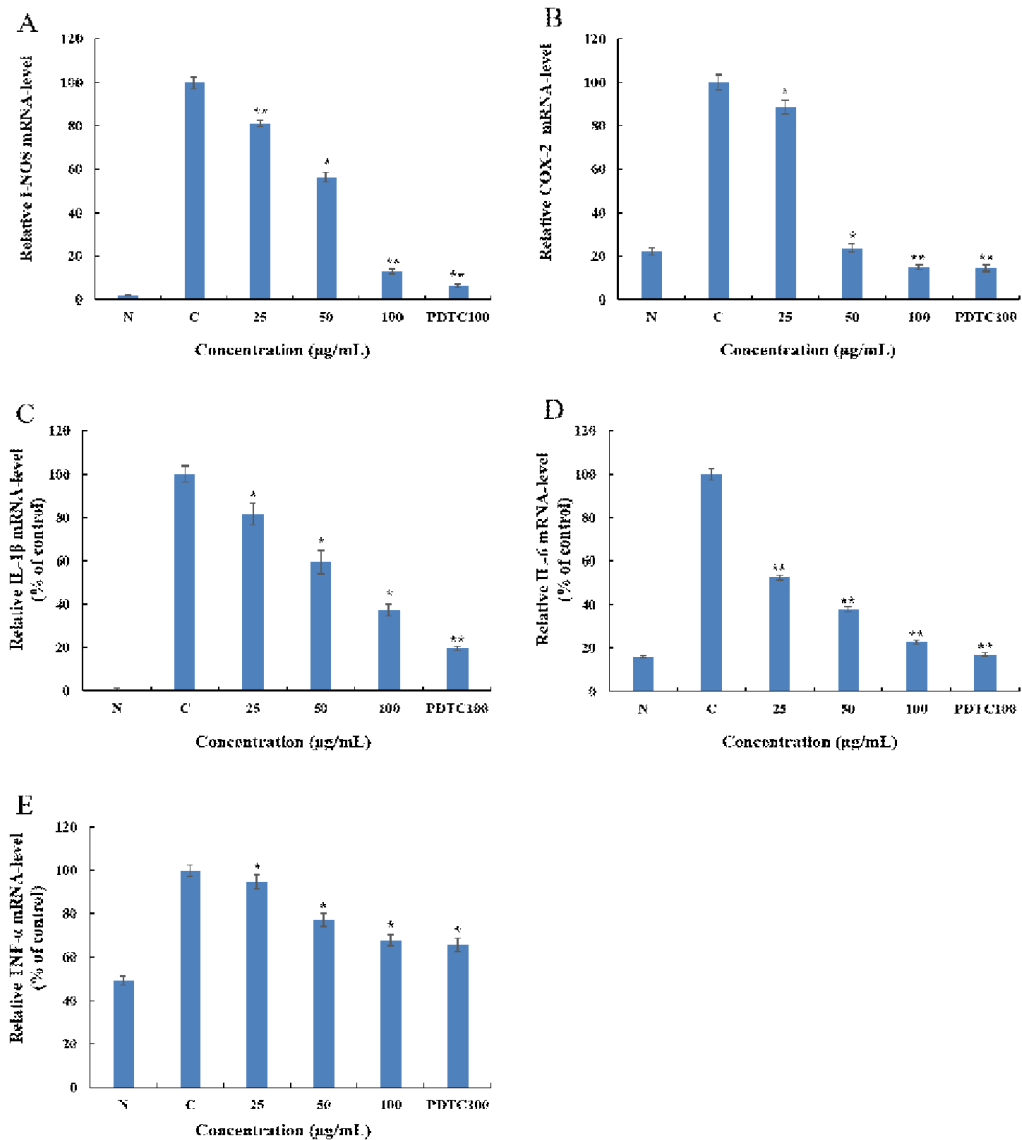 A
Relative I-NOS mRNA-level
120
100
80
60
40
20
0
**
*
**
**
N C 25 50 100 PDTC100
Concentration (µg/mL)
B
Relative COX-2 mRNA-level
120
100
80
60
40
20
0
*
*
**
**
N C 25 50 100 PDTC100
Concentration (µg/mL)
C
Relative IL-1β mRNA-level
(% of control)
120
100
80
60
40
20
0
*
*
*
**
N C 25 50 100 PDTC100
Concentration (µg/mL)
D
Relative IL-6 mRNA-level
(% of control)
120
100
80
60
40
20
0
**
**
**
**
N C 25 50 100 PDTC100
Concentration (µg/mL)
E
Relative TNF-α mRNA-level
(% of control)
120
100
80
60
40
20
0
*
*
*
*
N C 25 50 100 PDTC100
Concentration (µg/mL)